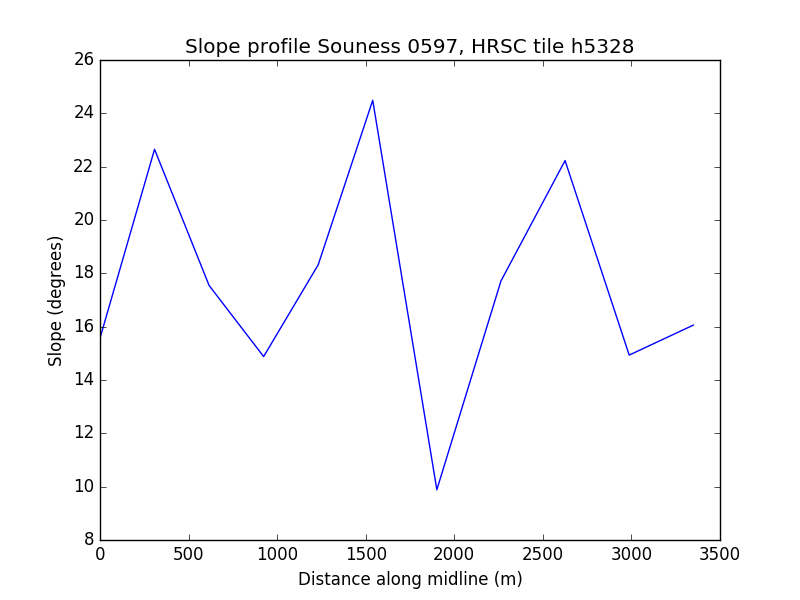 Slope profile Souness 0597, HRSC tile h5328
26
24
22
20
18
16
14
12
10
8
Slope (degrees)
0 500 1000 1500 2000 2500 3000 3500
Distance along midline (m)